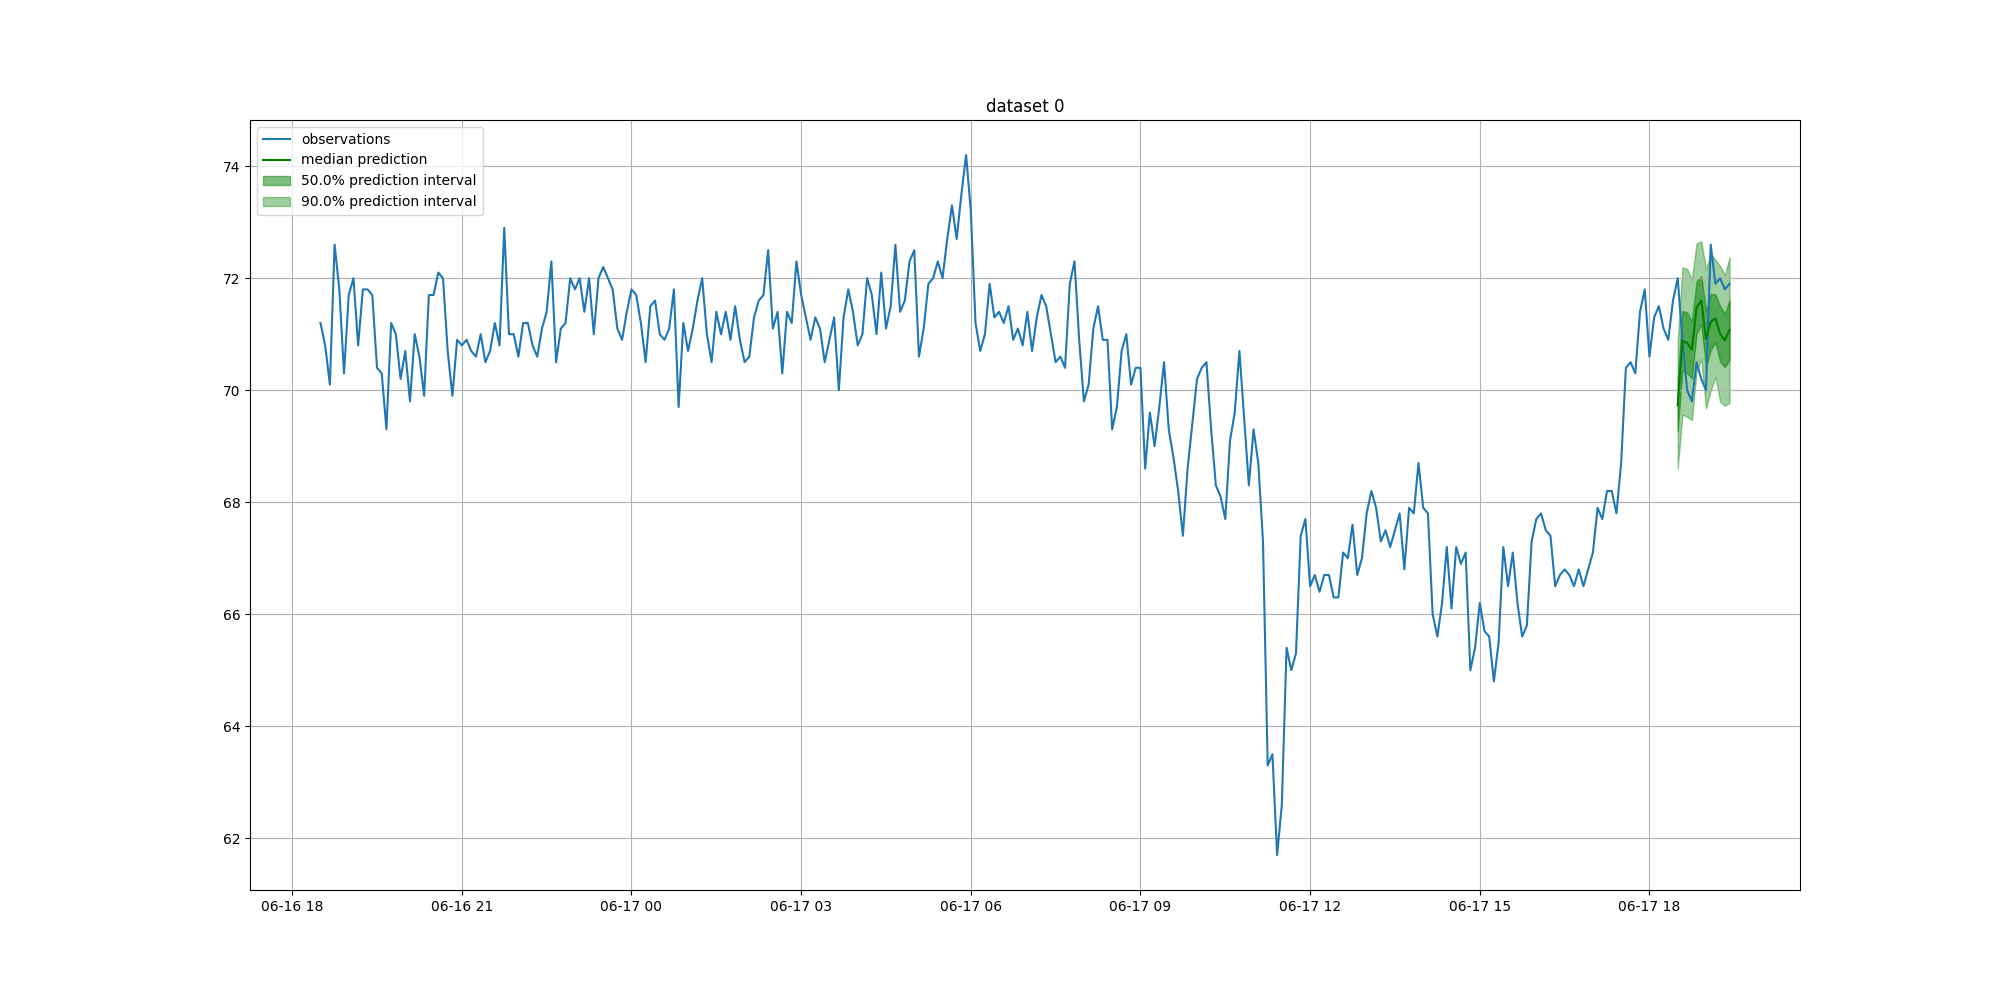 dataset 0
observations
median prediction
50.0% prediction interval
90.0% prediction interval
74
72
70
68
66
64
62
06-16 18 06-16 21 06-17 00 06-17 03 06-17 06 06-17 09 06-17 12 06-17 15 06-17 18